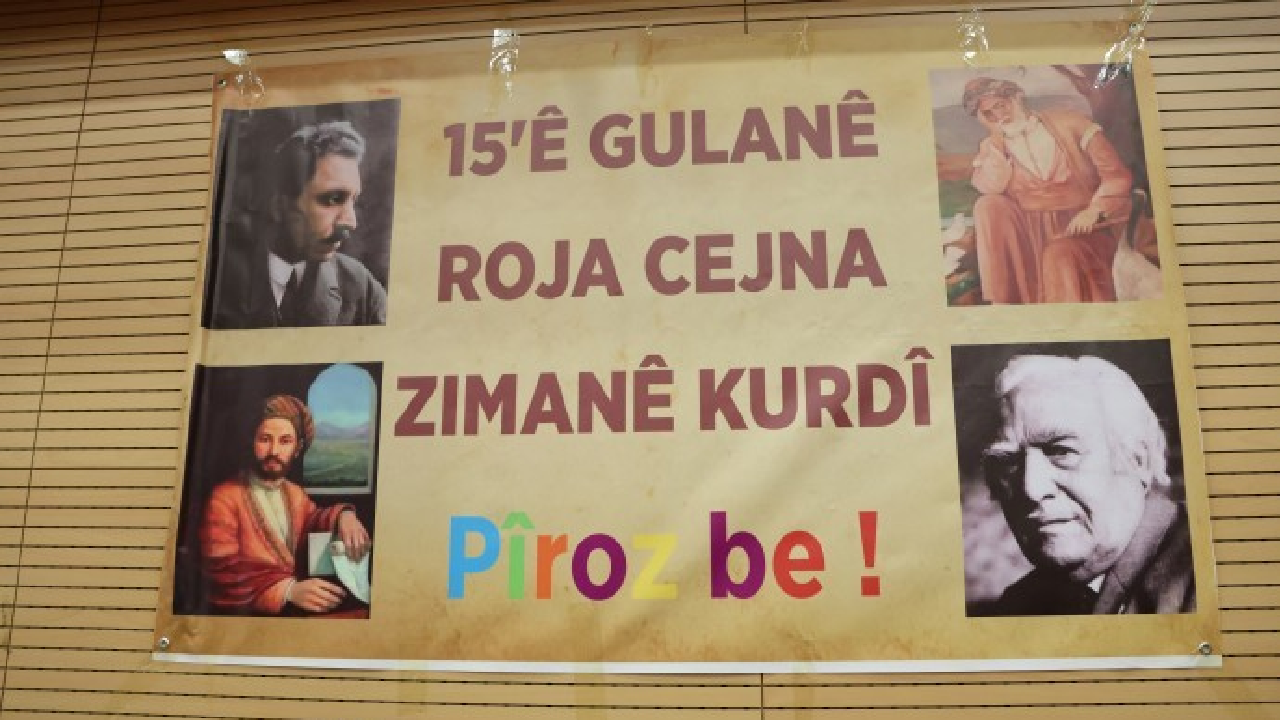 15'Ê GULANÊ
ROJA CEJNA
ZIMANÊ KURDÎ
Pîroz be !